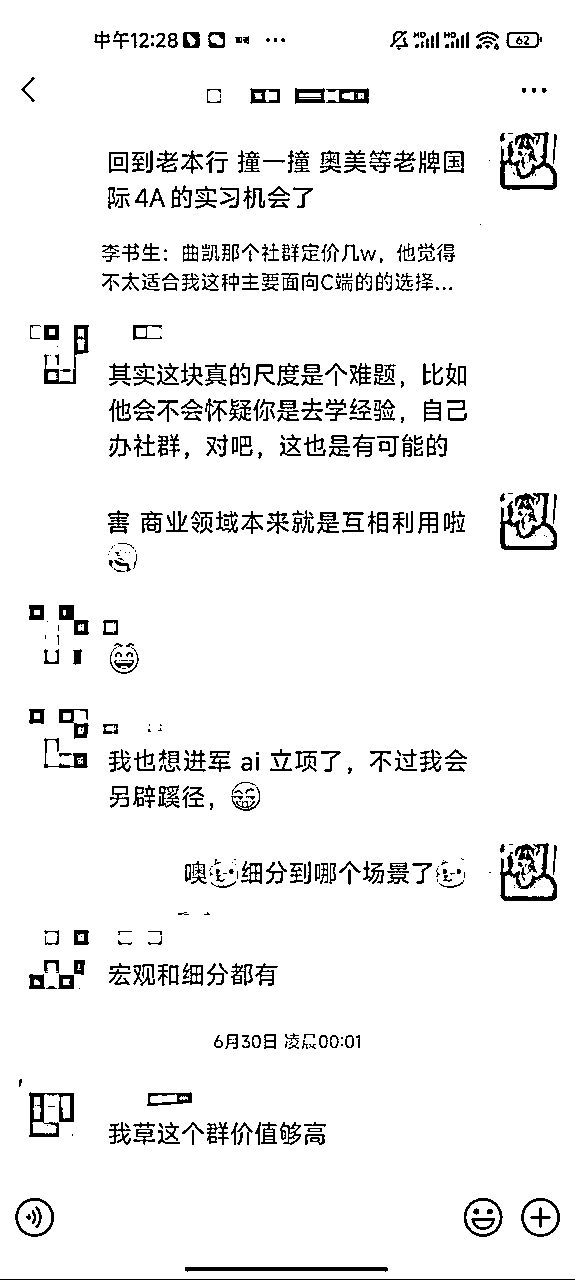 中午12:28
62
回到老本行 撞一撞 奥美等老牌国
际4A的实习机会了
李书生：曲凯那个社群定价几w，他觉得
不太适合我这种主要面向C端的的选择...
其实这块真的尺度是个难题，比如
他会不会怀疑你是去学经验，自己
办社群，对吧，这也是有可能的
害 商业领域本来就是互相利用啦
我也想进军 ai 立项了，不过我会
另辟蹊径，
噢细分到哪个场景了
宏观和细分都有
6月30日 凌晨00:01
我草这个群价值够高